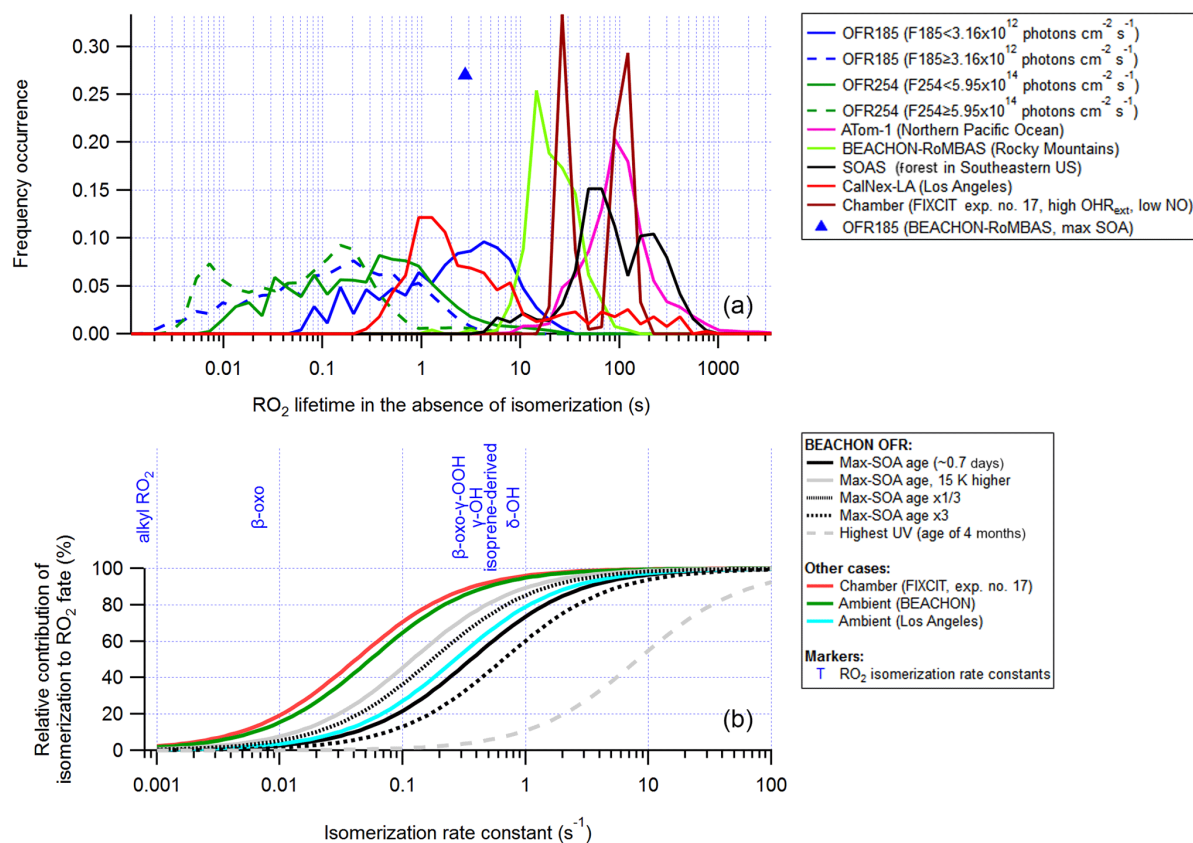 Frequency occurrence
0.30
0.25
0.20
0.15
0.10
0.05
0.00
(a)
0.01 0.1 1 10 100 1000
RO2 lifetime in the absence of isomerization (s)
OFR185 (F185<3.16x10^12 photons cm^-2 s^-1)
OFR185 (F185≥3.16x10^12 photons cm^-2 s^-1)
OFR254 (F254<5.95x10^14 photons cm^-2 s^-1)
OFR254 (F254≥5.95x10^14 photons cm^-2 s^-1)
ATom-1 (Northern Pacific Ocean)
BEACHON-RoMBAS (Rocky Mountains)
SOAS (forest in Southeastern US)
CalNex-LA (Los Angeles)
Chamber (FIXCIT exp. no. 17, high OHRext, low NO)
OFR185 (BEACHON-RoMBAS, max SOA)
alkyl RO2
β-oxo
β-oxo-γ-OOH
γ-OH
isoprene-derived
δ-OH
Relative contribution of
isomerization to RO2 fate (%)
100
80
60
40
20
0
(b)
0.001 0.01 0.1 1 10 100
Isomerization rate constant (s^-1)
BEACHON OFR:
Max-SOA age (~0.7 days)
Max-SOA age, 15 K higher
Max-SOA age x1/3
Max-SOA age x3
Highest UV (age of 4 months)
Other cases:
Chamber (FIXCIT, exp. no. 17)
Ambient (BEACHON)
Ambient (Los Angeles)
Markers:
T RO2 isomerization rate constants